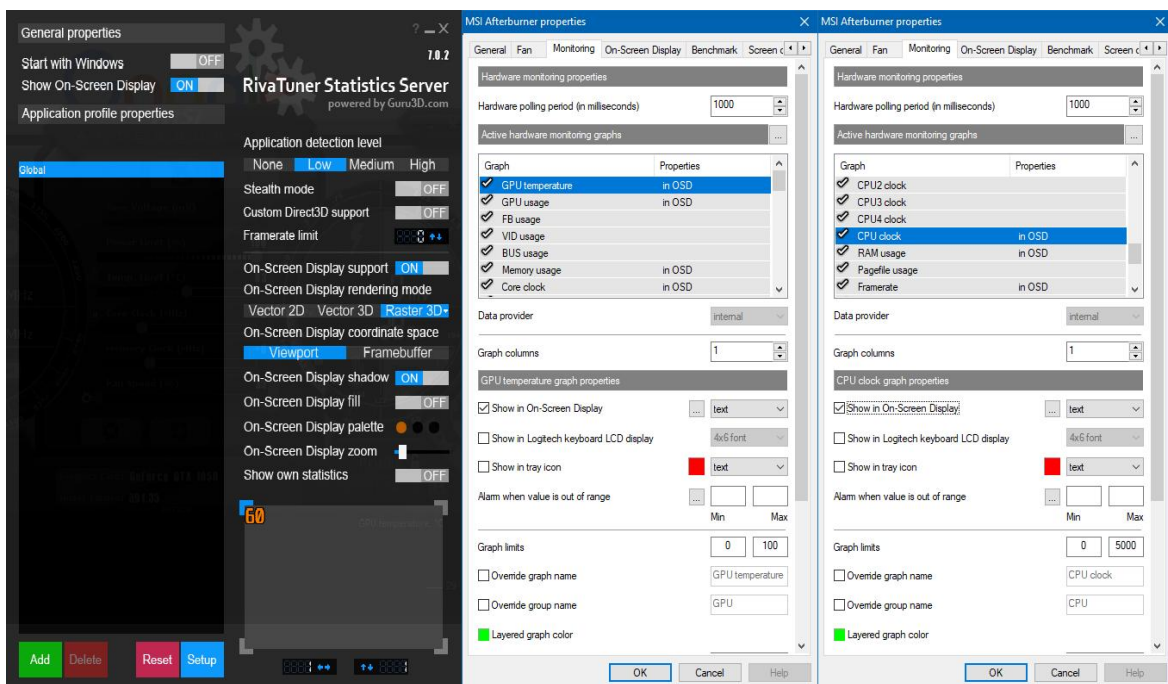 General properties
Start with Windows OFF
Show On-Screen Display ON
Application profile properties
Global
Add Delete Reset Setup
? _ X
7.0.2
RivaTuner Statistics Server
powered by Guru3D.com
Application detection level
None Low Medium High
Stealth mode OFF
Custom Direct3D support OFF
Framerate limit 0
On-Screen Display support ON
On-Screen Display rendering mode
Vector 2D Vector 3D Raster 3D
On-Screen Display coordinate space
Viewport Framebuffer
On-Screen Display shadow ON
On-Screen Display fill OFF
On-Screen Display palette
On-Screen Display zoom
Show own statistics OFF
60
MSI Afterburner properties
General Fan Monitoring On-Screen Display Benchmark Screen c
Hardware monitoring properties
Hardware polling period (in milliseconds) 1000
Active hardware monitoring graphs ...
Graph Properties
GPU temperature in OSD
GPU usage in OSD
FB usage
VID usage
BUS usage
Memory usage in OSD
Core clock in OSD
Data provider internal
Graph columns 1
GPU temperature graph properties
Show in On-Screen Display ... text
Show in Logitech keyboard LCD display 4x6 font
Show in tray icon text
Alarm when value is out of range ...
Min Max
Graph limits 0 100
Override graph name GPU temperature
Override group name GPU
Layered graph color
OK Cancel Help
MSI Afterburner properties
General Fan Monitoring On-Screen Display Benchmark Screen c
Hardware monitoring properties
Hardware polling period (in milliseconds) 1000
Active hardware monitoring graphs ...
Graph Properties
CPU2 clock
CPU3 clock
CPU4 clock
CPU clock in OSD
RAM usage in OSD
Pagefile usage
Framerate in OSD
Data provider internal
Graph columns 1
CPU clock graph properties
Show in On-Screen Display ... text
Show in Logitech keyboard LCD display 4x6 font
Show in tray icon text
Alarm when value is out of range ...
Min Max
Graph limits 0 5000
Override graph name CPU clock
Override group name CPU
Layered graph color
OK Cancel Help